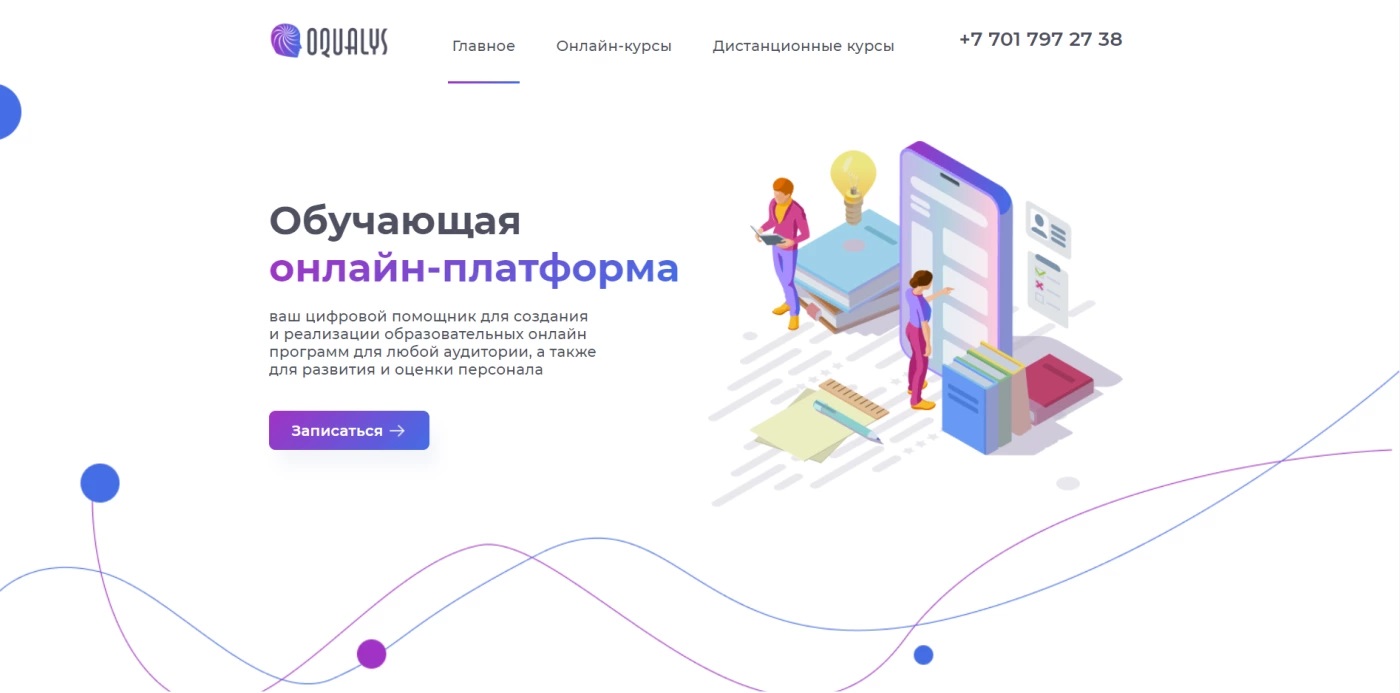 OQUALYS
Главное
Онлайн-курсы
Дистанционные курсы
+7 701 797 27 38
Обучающая
онлайн-платформа
ваш цифровой помощник для создания
и реализации образовательных онлайн
программ для любой аудитории, а также
для развития и оценки персонала
Записаться